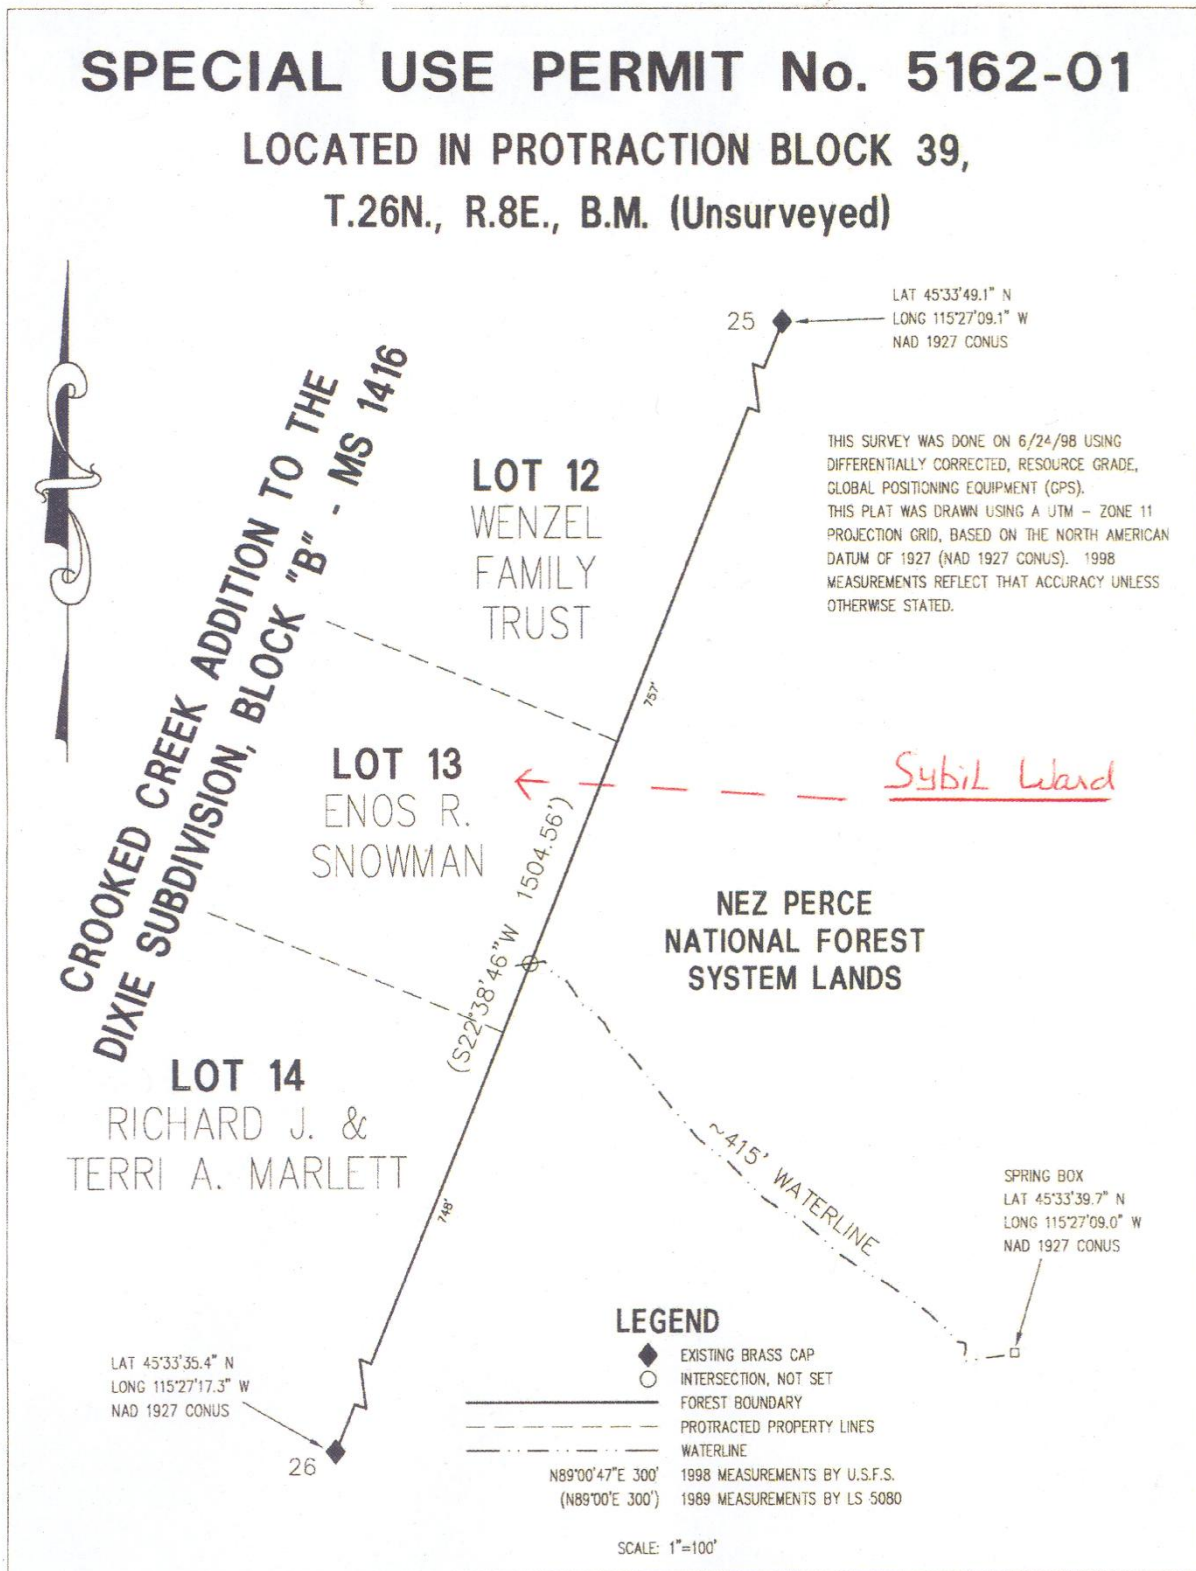 SPECIAL USE PERMIT No. 5162-01
LOCATED IN PROTRACTION BLOCK 39,
T.26N., R.8E., B.M. (Unsurveyed)
LAT 45°33'49.1" N
LONG 115°27'09.1" W
NAD 1927 CONUS
25
THIS SURVEY WAS DONE ON 6/24/98 USING
DIFFERENTIALLY CORRECTED, RESOURCE GRADE,
GLOBAL POSITIONING EQUIPMENT (GPS).
THIS PLAT WAS DRAWN USING A UTM – ZONE 11
PROJECTION GRID, BASED ON THE NORTH AMERICAN
DATUM OF 1927 (NAD 1927 CONUS). 1998
MEASUREMENTS REFLECT THAT ACCURACY UNLESS
OTHERWISE STATED.
CROOKED CREEK ADDITION TO THE
DIXIE SUBDIVISION, BLOCK "B" - MS 1416
LOT 12
WENZEL
FAMILY
TRUST
757'
LOT 13
ENOS R.
SNOWMAN
Sybil Ward
(S22°38'46"W 1504.56')
NEZ PERCE
NATIONAL FOREST
SYSTEM LANDS
LOT 14
RICHARD J. &
TERRI A. MARLETT
748'
~415' WATERLINE
SPRING BOX
LAT 45°33'39.7" N
LONG 115°27'09.0" W
NAD 1927 CONUS
LAT 45°33'35.4" N
LONG 115°27'17.3" W
NAD 1927 CONUS
26
LEGEND
EXISTING BRASS CAP
INTERSECTION, NOT SET
FOREST BOUNDARY
PROTRACTED PROPERTY LINES
WATERLINE
N89°00'47"E 300' 1998 MEASUREMENTS BY U.S.F.S.
(N89°00'E 300') 1989 MEASUREMENTS BY LS 5080
SCALE: 1"=100'